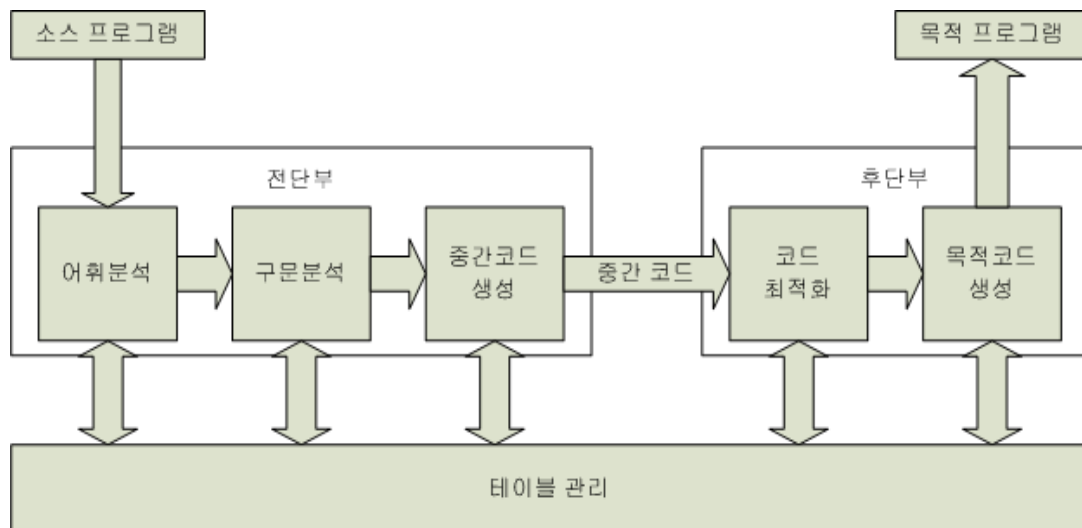 소스 프로그램
목적 프로그램
전단부
후단부
어휘분석
구문분석
중간코드
생성
중간 코드
코드
최적화
목적코드
생성
테이블 관리